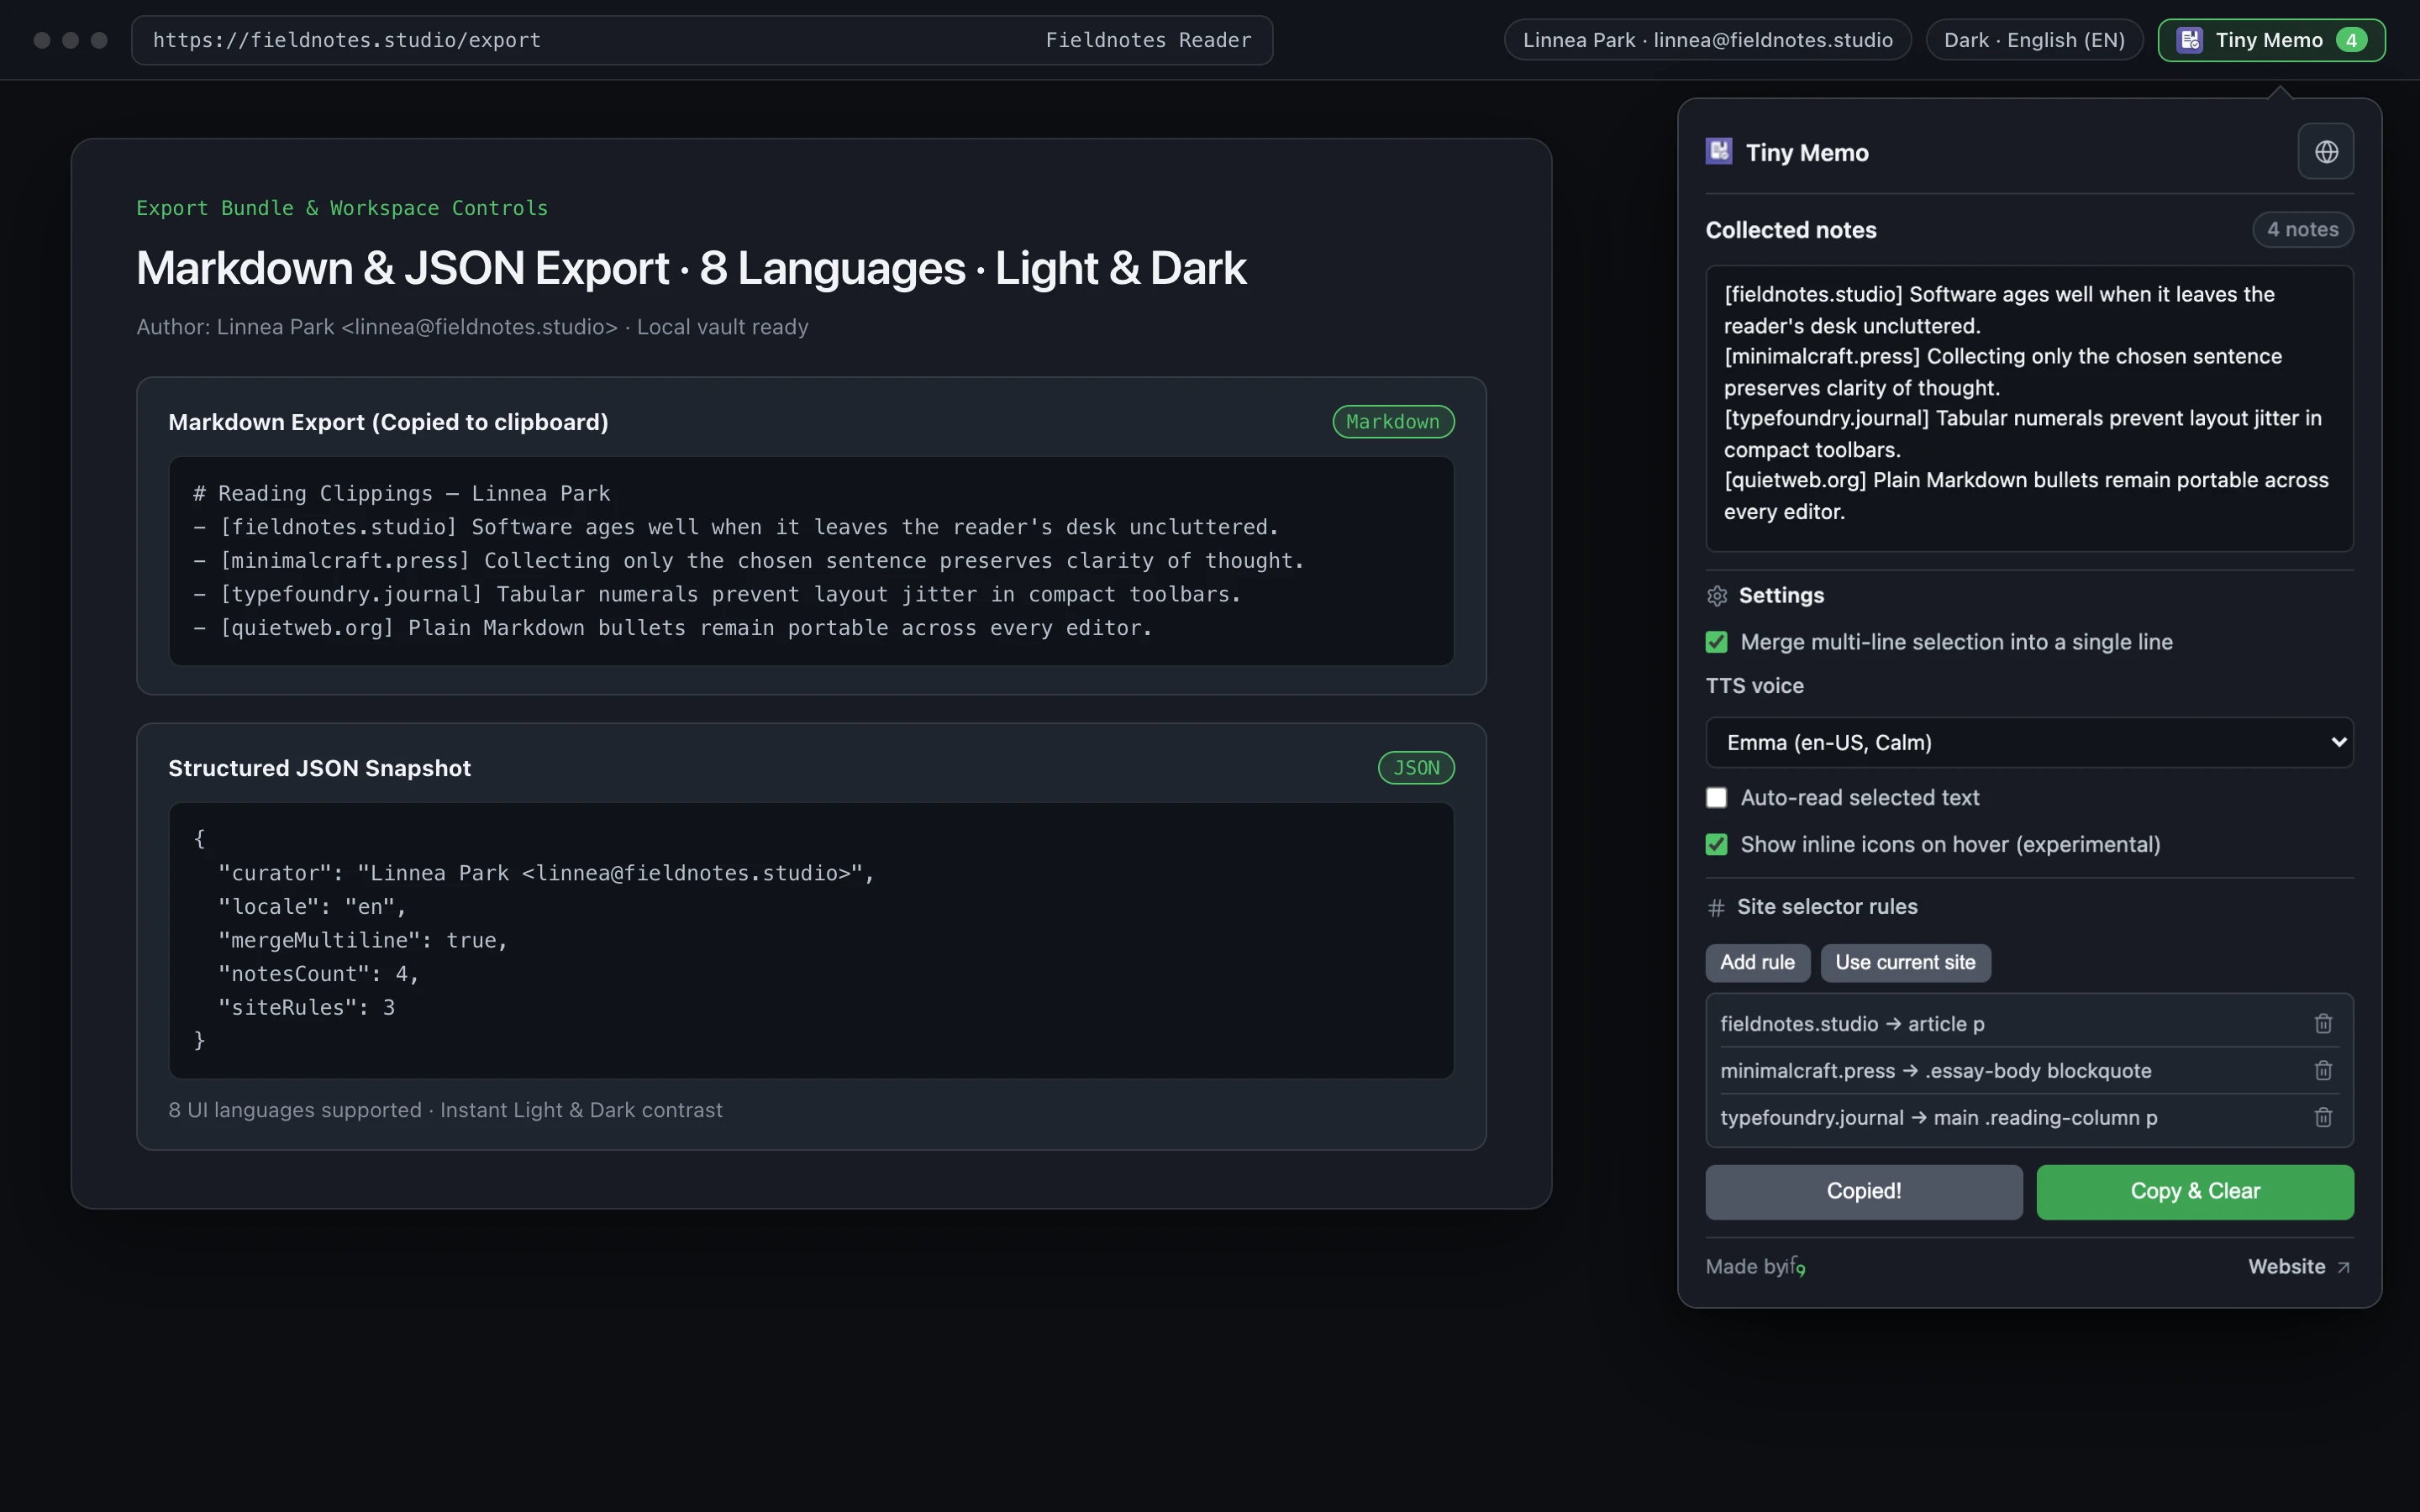 https://fieldnotes.studio/export
Fieldnotes Reader
Linnea Park · linnea@fieldnotes.studio
Dark · English (EN)
Tiny Memo 4
Export Bundle & Workspace Controls
Markdown & JSON Export · 8 Languages · Light & Dark
Author: Linnea Park <linnea@fieldnotes.studio> · Local vault ready
Markdown Export (Copied to clipboard)
Markdown
# Reading Clippings — Linnea Park
- [fieldnotes.studio] Software ages well when it leaves the reader's desk uncluttered.
- [minimalcraft.press] Collecting only the chosen sentence preserves clarity of thought.
- [typefoundry.journal] Tabular numerals prevent layout jitter in compact toolbars.
- [quietweb.org] Plain Markdown bullets remain portable across every editor.
Structured JSON Snapshot
JSON
{
"curator": "Linnea Park <linnea@fieldnotes.studio>",
"locale": "en",
"mergeMultiline": true,
"notesCount": 4,
"siteRules": 3
}
8 UI languages supported · Instant Light & Dark contrast
Tiny Memo
Collected notes
4 notes
[fieldnotes.studio] Software ages well when it leaves the
reader's desk uncluttered.
[minimalcraft.press] Collecting only the chosen sentence
preserves clarity of thought.
[typefoundry.journal] Tabular numerals prevent layout jitter in
compact toolbars.
[quietweb.org] Plain Markdown bullets remain portable across
every editor.
Settings
Merge multi-line selection into a single line
TTS voice
Emma (en-US, Calm)
Auto-read selected text
Show inline icons on hover (experimental)
# Site selector rules
Add rule
Use current site
fieldnotes.studio → article p
minimalcraft.press → .essay-body blockquote
typefoundry.journal → main .reading-column p
Copied!
Copy & Clear
Made by if9
Website ↗